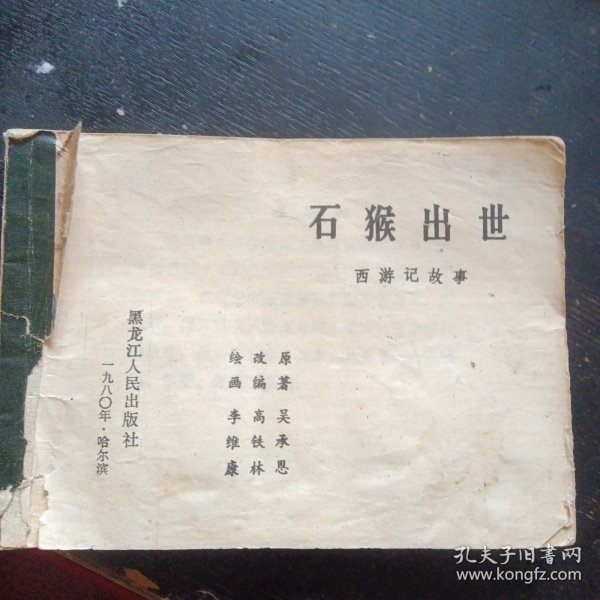 石猴出世
西游记故事
原著 吴承恩
改编 高铁林
绘画 李维康
黑龙江人民出版社
一九八〇年·哈尔滨
孔夫子旧书网
www.kongfz.com